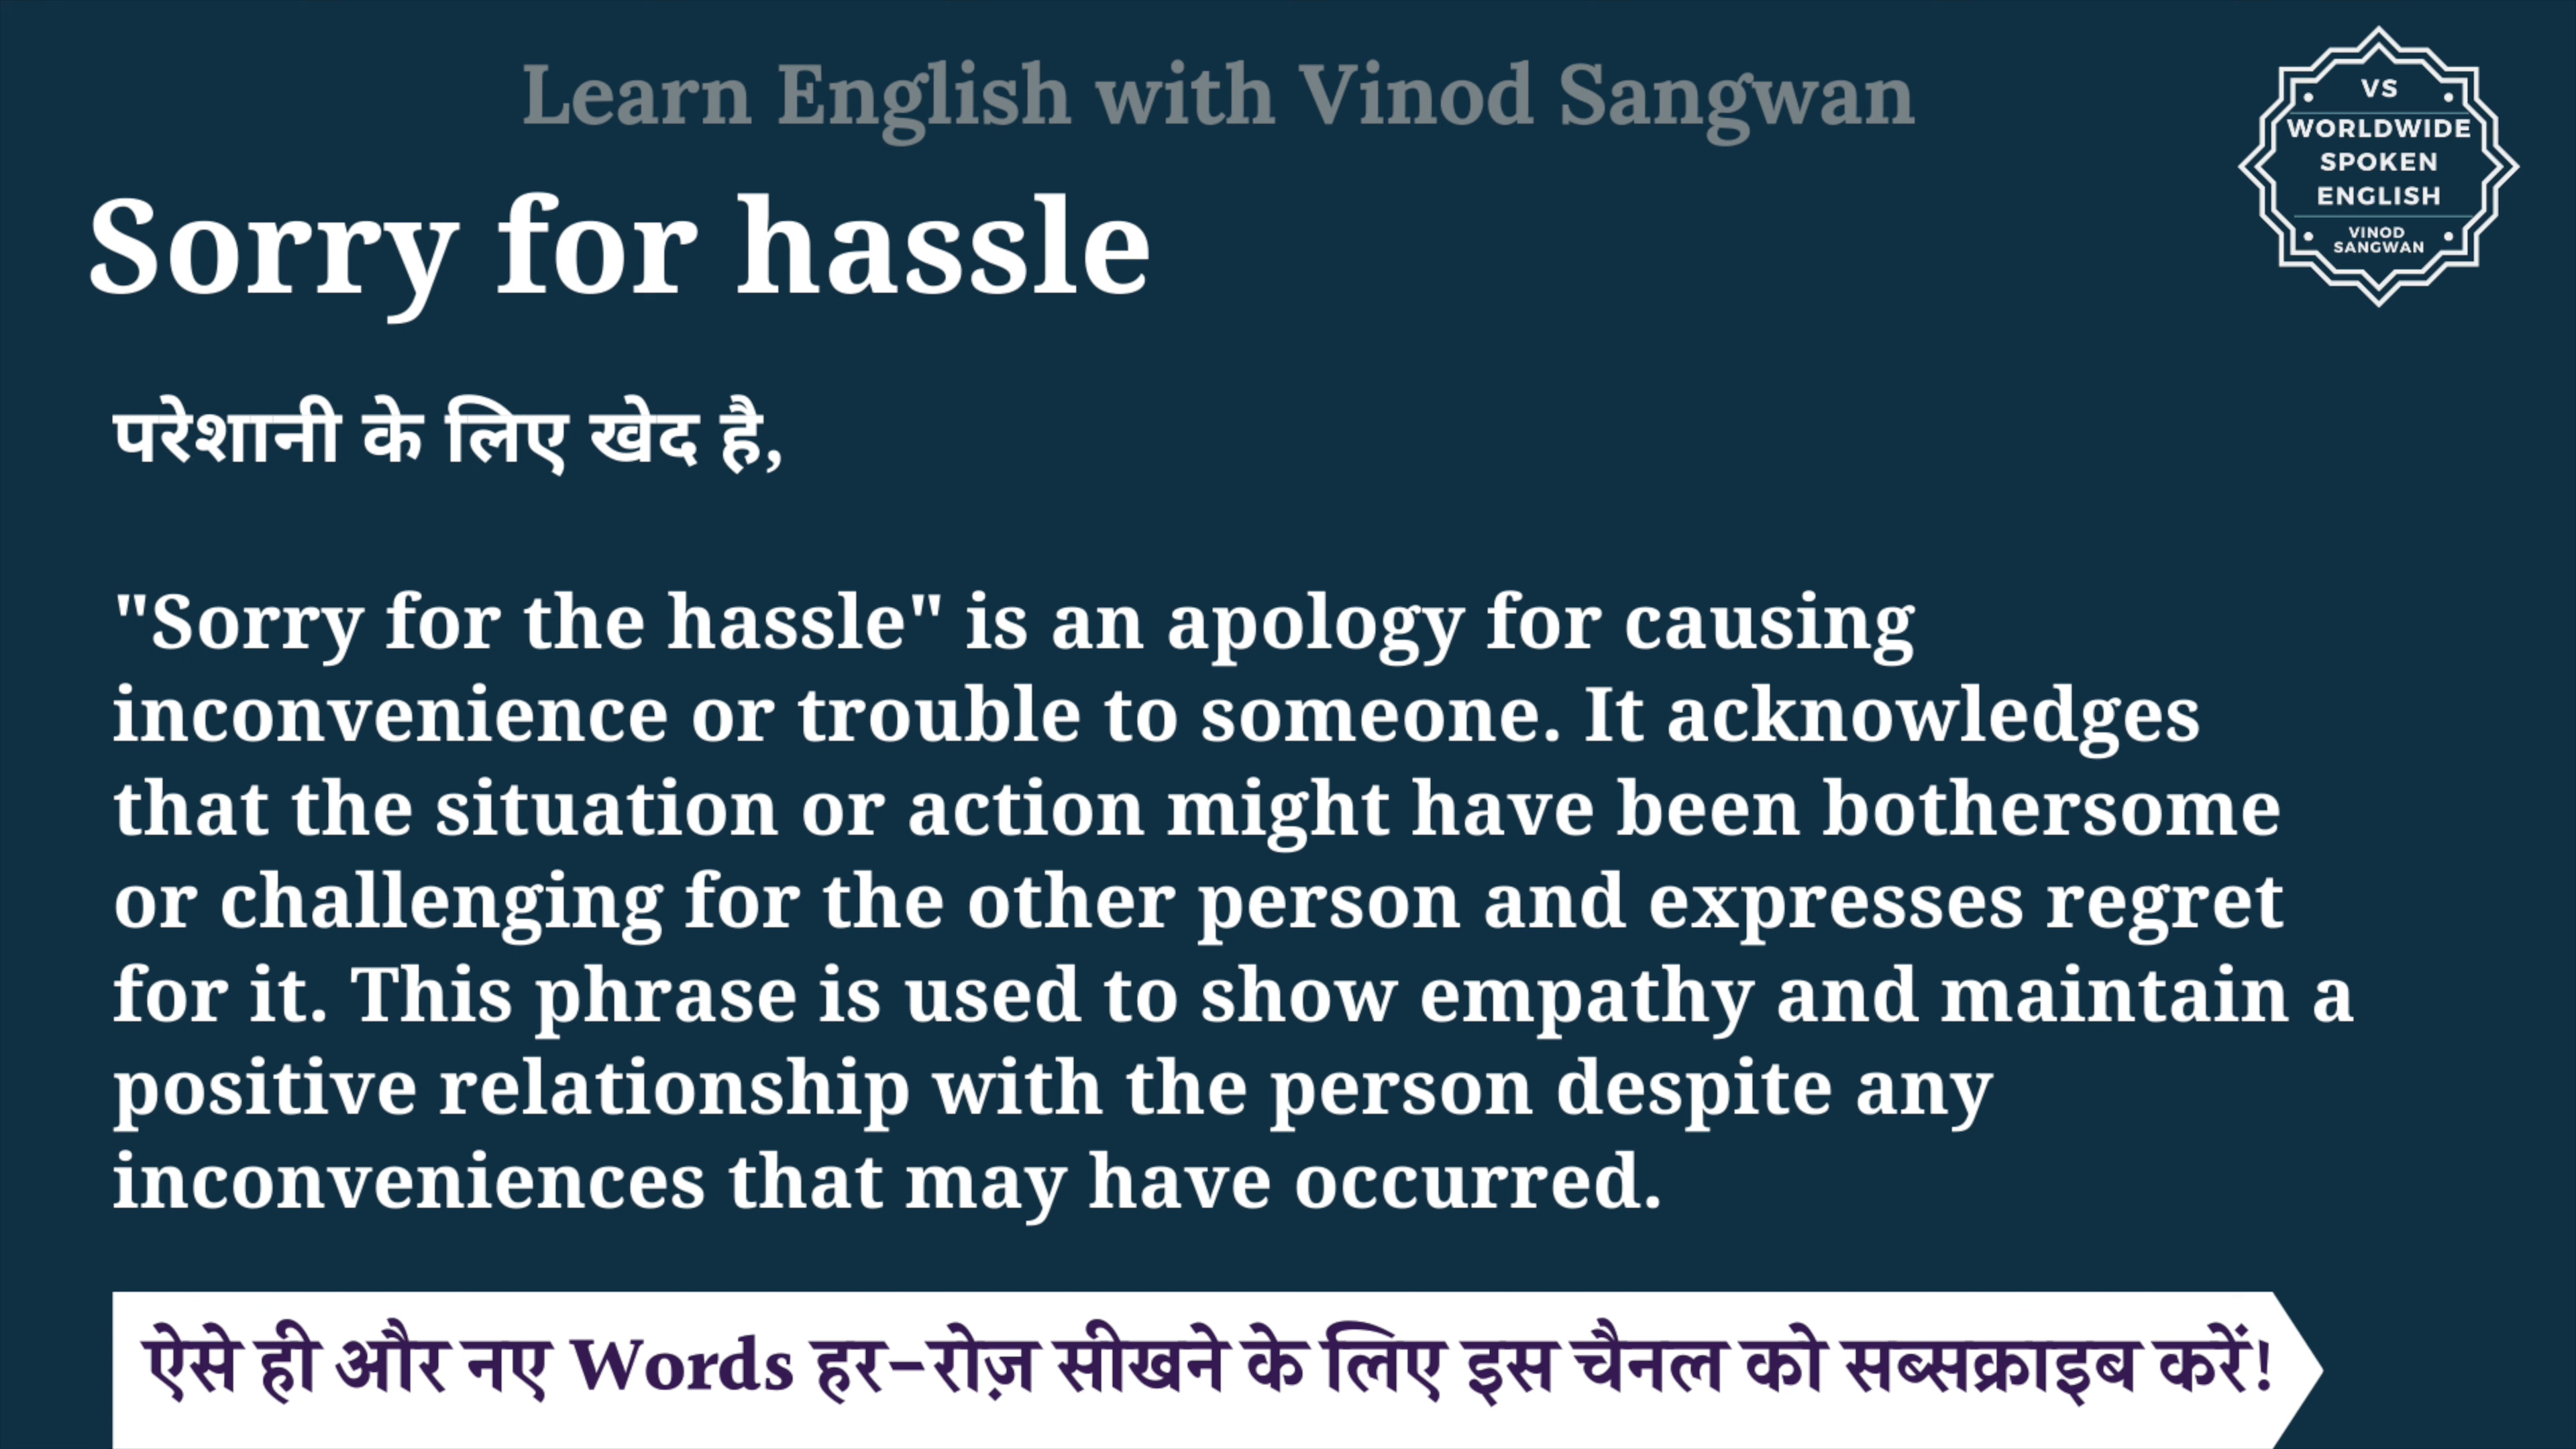 Learn English with Vinod Sangwan
VS
WORLDWIDE
SPOKEN
ENGLISH
VINOD
SANGWAN
Sorry for hassle
परेशानी के लिए खेद है,
"Sorry for the hassle" is an apology for causing
inconvenience or trouble to someone. It acknowledges
that the situation or action might have been bothersome
or challenging for the other person and expresses regret
for it. This phrase is used to show empathy and maintain a
positive relationship with the person despite any
inconveniences that may have occurred.
ऐसे ही और नए Words हर-रोज़ सीखने के लिए इस चैनल को सब्सक्राइब करें!